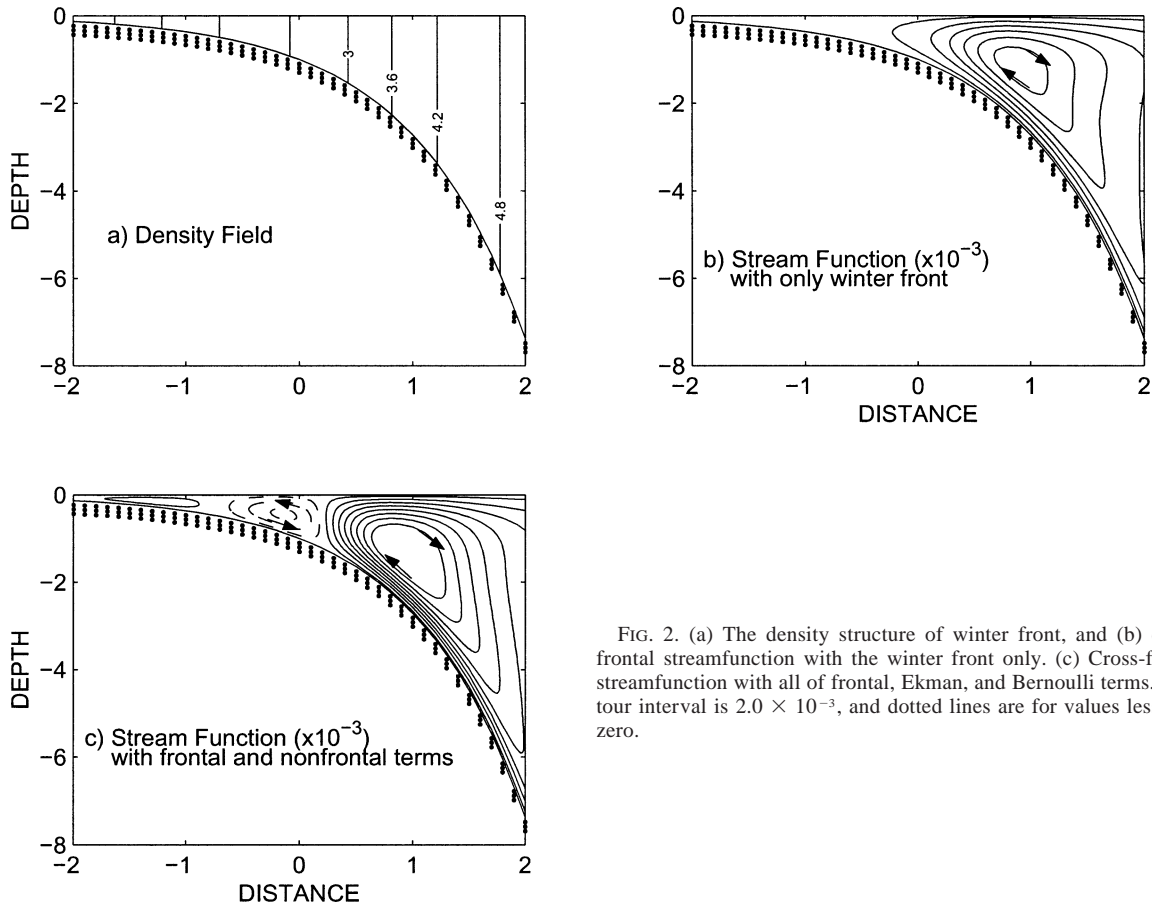 0
−2
−4
−6
−8
DEPTH
3
3.6
4.2
4.8
a) Density Field
−2 −1 0 1 2
0
−2
−4
−6
−8
b) Stream Function (x10−3)
with only winter front
−2 −1 0 1 2
DISTANCE
0
−2
−4
−6
−8
DEPTH
c) Stream Function (x10−3)
with frontal and nonfrontal terms
−2 −1 0 1 2
DISTANCE
FIG. 2. (a) The density structure of winter front, and (b)
frontal streamfunction with the winter front only. (c) Cross-f
streamfunction with all of frontal, Ekman, and Bernoulli terms.
tour interval is 2.0 × 10−3, and dotted lines are for values les
zero.